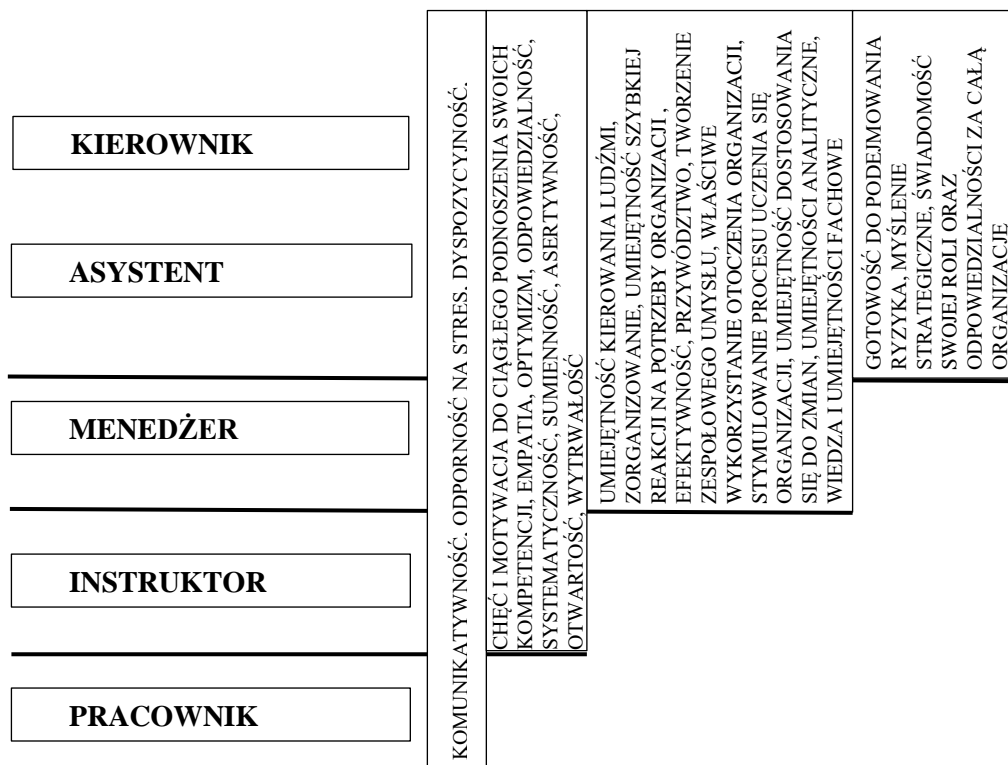 KIEROWNIK
ASYSTENT
MENEDŻER
INSTRUKTOR
PRACOWNIK
KOMUNIKATYWNOŚĆ. ODPORNOŚĆ NA STRES. DYSPOZYCYJNOŚĆ.
CHĘĆ I MOTYWACJA DO CIĄGŁEGO PODNOSZENIA SWOICH
KOMPETENCJI, EMPATIA, OPTYMIZM, ODPOWIEDZIALNOŚĆ,
SYSTEMATYCZNOŚĆ, SUMIENNOŚĆ, ASERTYWNOŚĆ,
OTWARTOŚĆ, WYTRWAŁOŚĆ
UMIEJĘTNOŚĆ KIEROWANIA LUDŹMI,
ZORGANIZOWANIE, UMIEJĘTNOŚĆ SZYBKIEJ
REAKCJI NA POTRZEBY ORGANIZACJI ,
EFEKTYWNOŚĆ, PRZYWÓDZTWO, TWORZENIE
ZESPOŁOWEGO UMYSŁU, WŁAŚCIWE
WYKORZYSTANIE OTOCZENIA ORGANIZACJI,
STYMULOWANIE PROCESU UCZENIA SIĘ
ORGANIZACJI, UMIEJĘTNOŚĆ DOSTOSOWANIA
SIĘ DO ZMIAN, UMIEJĘTNOŚCI ANALITYCZNE,
WIEDZA I UMIEJĘTNOŚCI FACHOWE
GOTOWOŚĆ DO PODEJMOWANIA
RYZYKA, MYŚLENIE
STRATEGICZNE, ŚWIADOMOŚĆ
SWOJEJ ROLI ORAZ
ODPOWIEDZIALNOŚCI ZA CAŁĄ
ORGANIZACJĘ